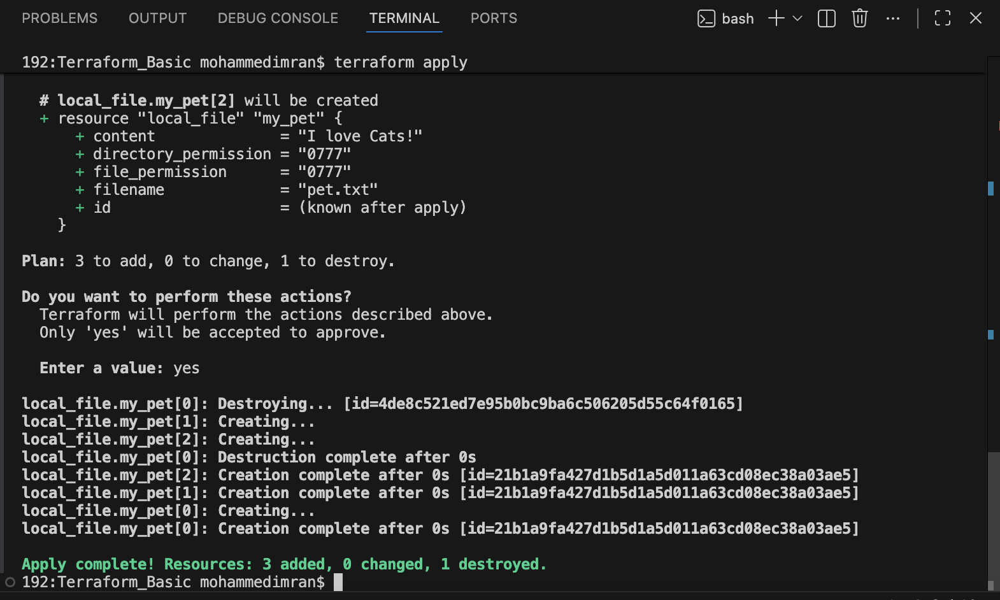 PROBLEMS OUTPUT DEBUG CONSOLE TERMINAL PORTS bash
192:Terraform_Basic mohammedimran$ terraform apply
# local_file.my_pet[2] will be created
+ resource "local_file" "my_pet" {
+ content = "I love Cats!"
+ directory_permission = "0777"
+ file_permission = "0777"
+ filename = "pet.txt"
+ id = (known after apply)
}
Plan: 3 to add, 0 to change, 1 to destroy.
Do you want to perform these actions?
Terraform will perform the actions described above.
Only 'yes' will be accepted to approve.
Enter a value: yes
local_file.my_pet[0]: Destroying... [id=4de8c521ed7e95b0bc9ba6c506205d55c64f0165]
local_file.my_pet[1]: Creating...
local_file.my_pet[2]: Creating...
local_file.my_pet[0]: Destruction complete after 0s
local_file.my_pet[2]: Creation complete after 0s [id=21b1a9fa427d1b5d1a5d011a63cd08ec38a03ae5]
local_file.my_pet[1]: Creation complete after 0s [id=21b1a9fa427d1b5d1a5d011a63cd08ec38a03ae5]
local_file.my_pet[0]: Creating...
local_file.my_pet[0]: Creation complete after 0s [id=21b1a9fa427d1b5d1a5d011a63cd08ec38a03ae5]
Apply complete! Resources: 3 added, 0 changed, 1 destroyed.
192:Terraform_Basic mohammedimran$